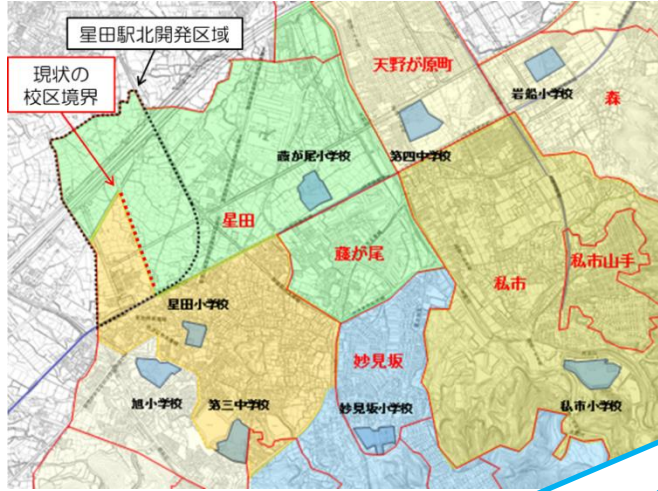 星田駅北開発区域
現状の
校区境界
天野が原町
岩船小学校
森
藤が尾小学校
第四中学校
星田
藤が尾
私市
私市山手
星田小学校
妙見坂
旭小学校
第三中学校
妙見坂小学校
私市小学校